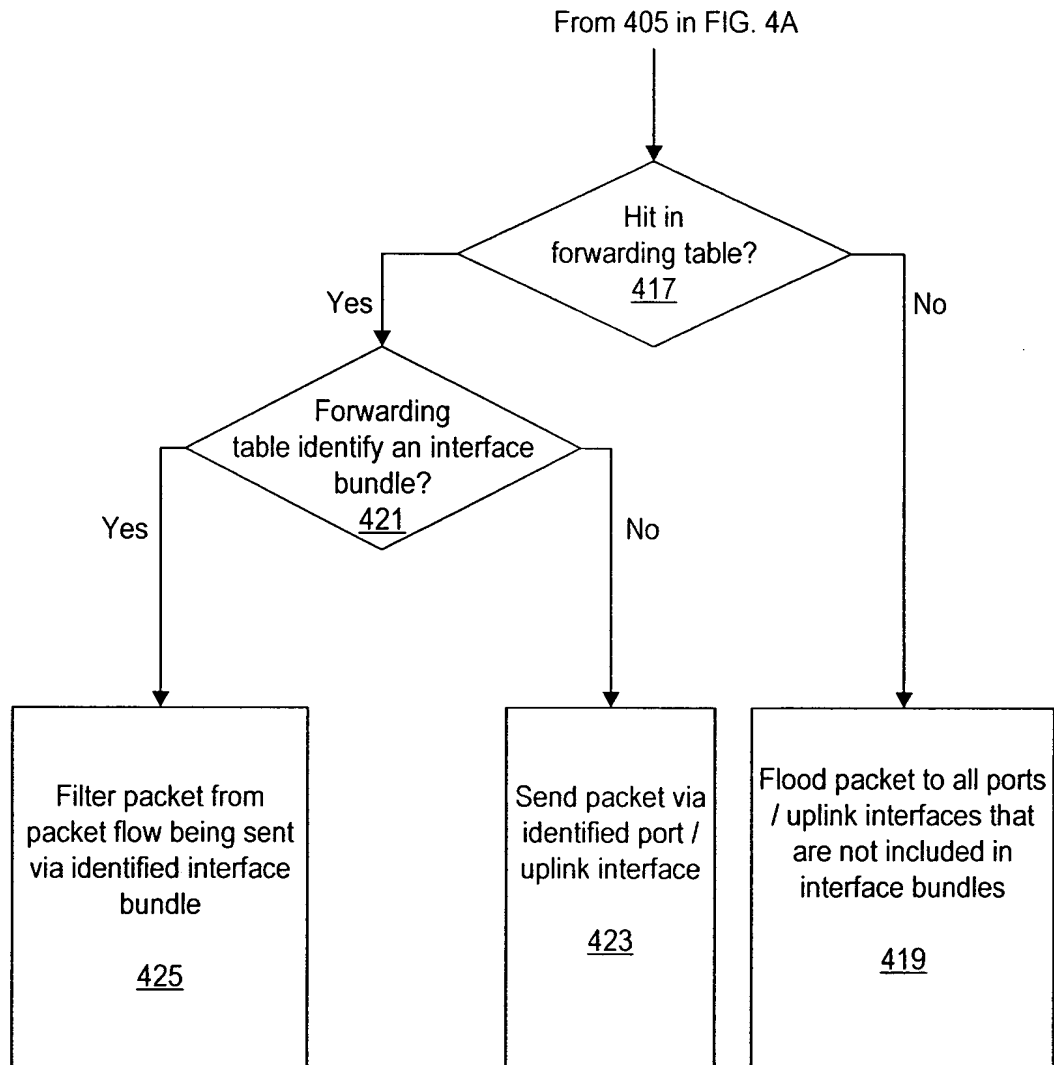 From 405 in FIG. 4A
Hit in
forwarding table?
417
Yes
No
Forwarding
table identify an interface
bundle?
421
Yes
No
Filter packet from
packet flow being sent
via identified interface
bundle
425
Send packet via
identified port /
uplink interface
423
Flood packet to all ports
/ uplink interfaces that
are not included in
interface bundles
419